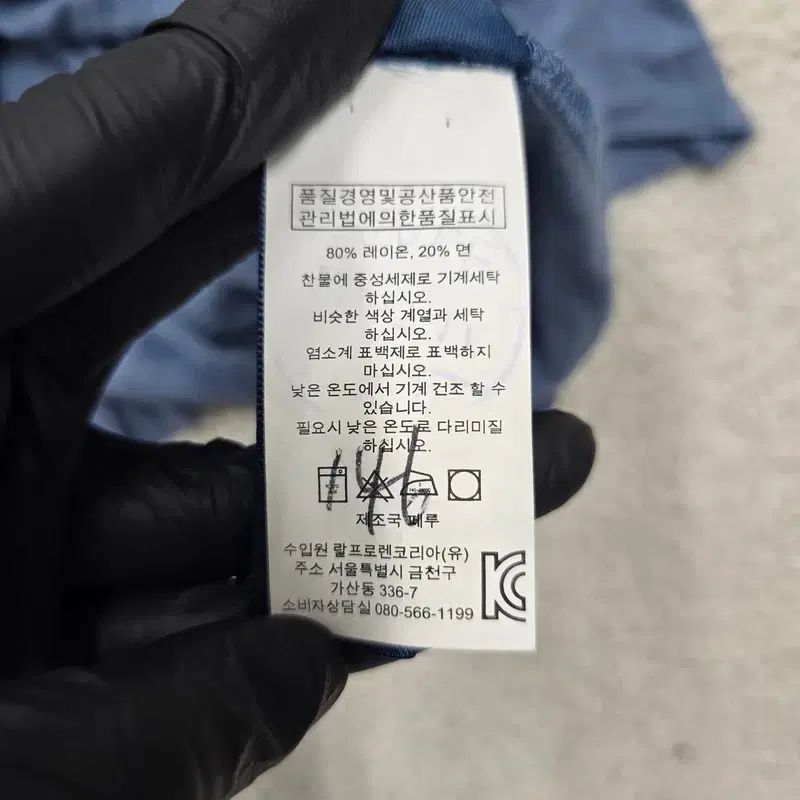 품질경영및공산품안전
관리법에의한품질표시
80% 레이온, 20% 면
찬물에 중성세제로 기계세탁
하십시오.
비슷한 색상 계열과 세탁
하십시오.
염소계 표백제로 표백하지
마십시오.
낮은 온도에서 기계 건조 할 수
있습니다.
필요시 낮은 온도로 다리미질
하십시오.
146
제조국 페루
수입원 랄프로렌코리아(유)
주소 서울특별시 금천구
가산동 336-7
소비자상담실 080-566-1199